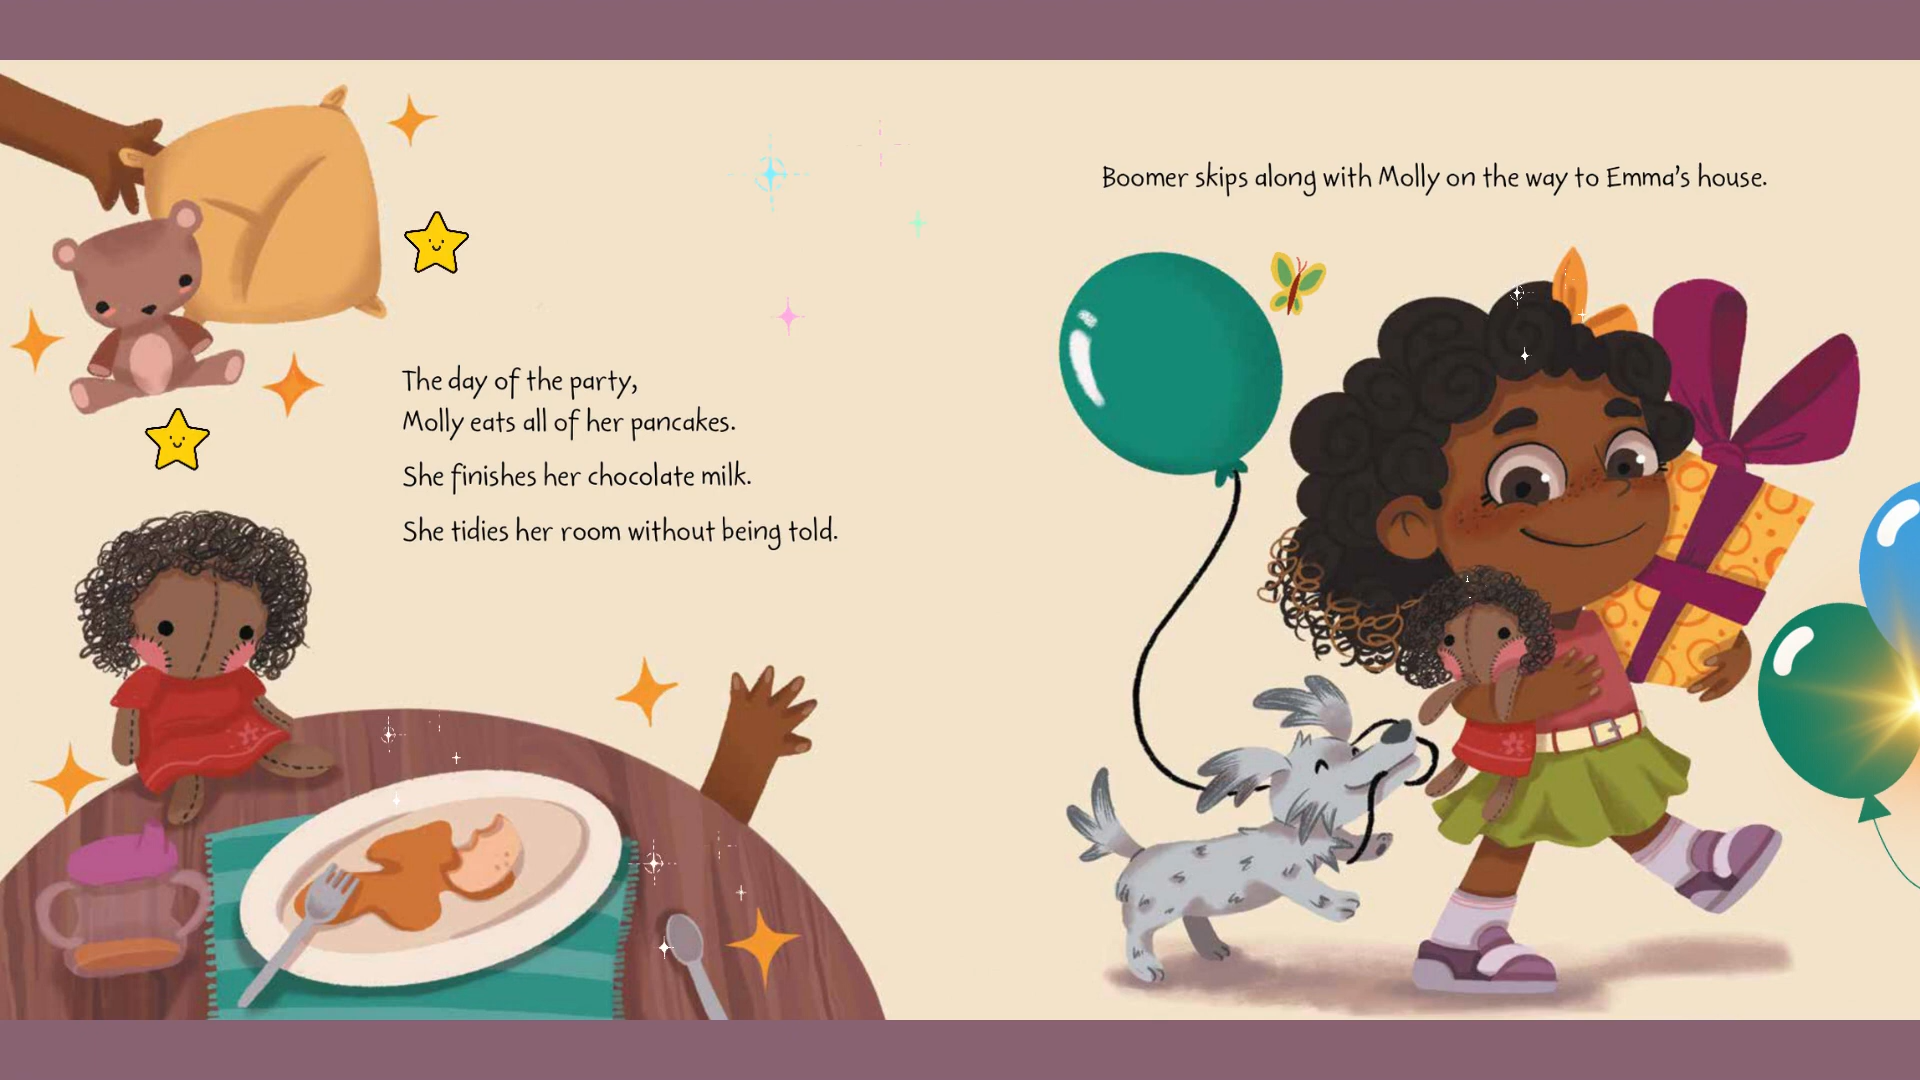 The day of the party,
Molly eats all of her pancakes.
She finishes her chocolate milk.
She tidies her room without being told.
Boomer skips along with Molly on the way to Emma's house.